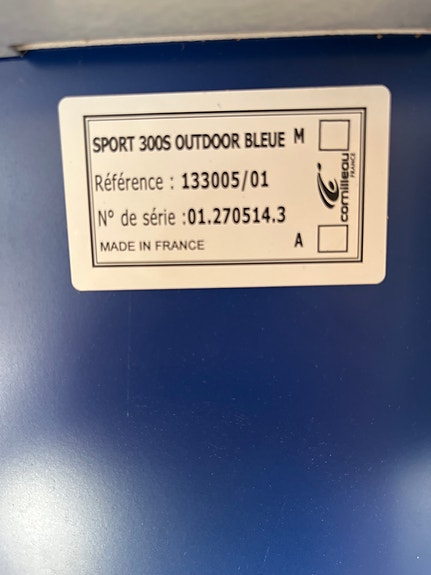 SPORT 300S OUTDOOR BLEUE M
Référence : 133005/01
N° de série :01.270514.3
MADE IN FRANCE
A
cornilleau
FRANCE